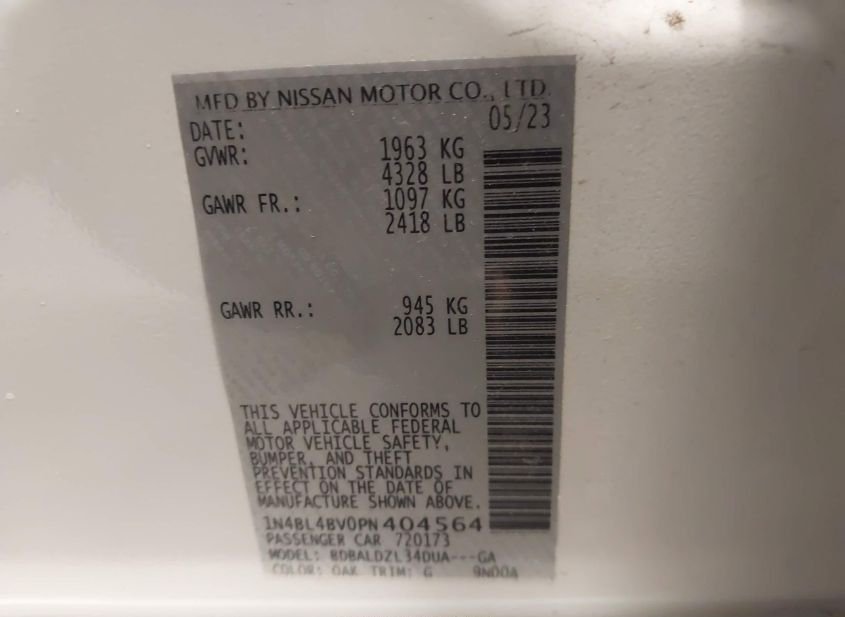 MFD BY NISSAN MOTOR CO., LTD.
DATE: 05/23
GVWR: 1963 KG
4328 LB
GAWR FR.: 1097 KG
2418 LB
GAWR RR.: 945 KG
2083 LB
THIS VEHICLE CONFORMS TO
ALL APPLICABLE FEDERAL
MOTOR VEHICLE SAFETY,
BUMPER, AND THEFT
PREVENTION STANDARDS IN
EFFECT ON THE DATE OF
MANUFACTURE SHOWN ABOVE.
1N4BL4BV0PN404564
PASSENGER CAR 720173
MODEL: BDBALDZL34DUA---GA
COLOR: QAK TRIM: G